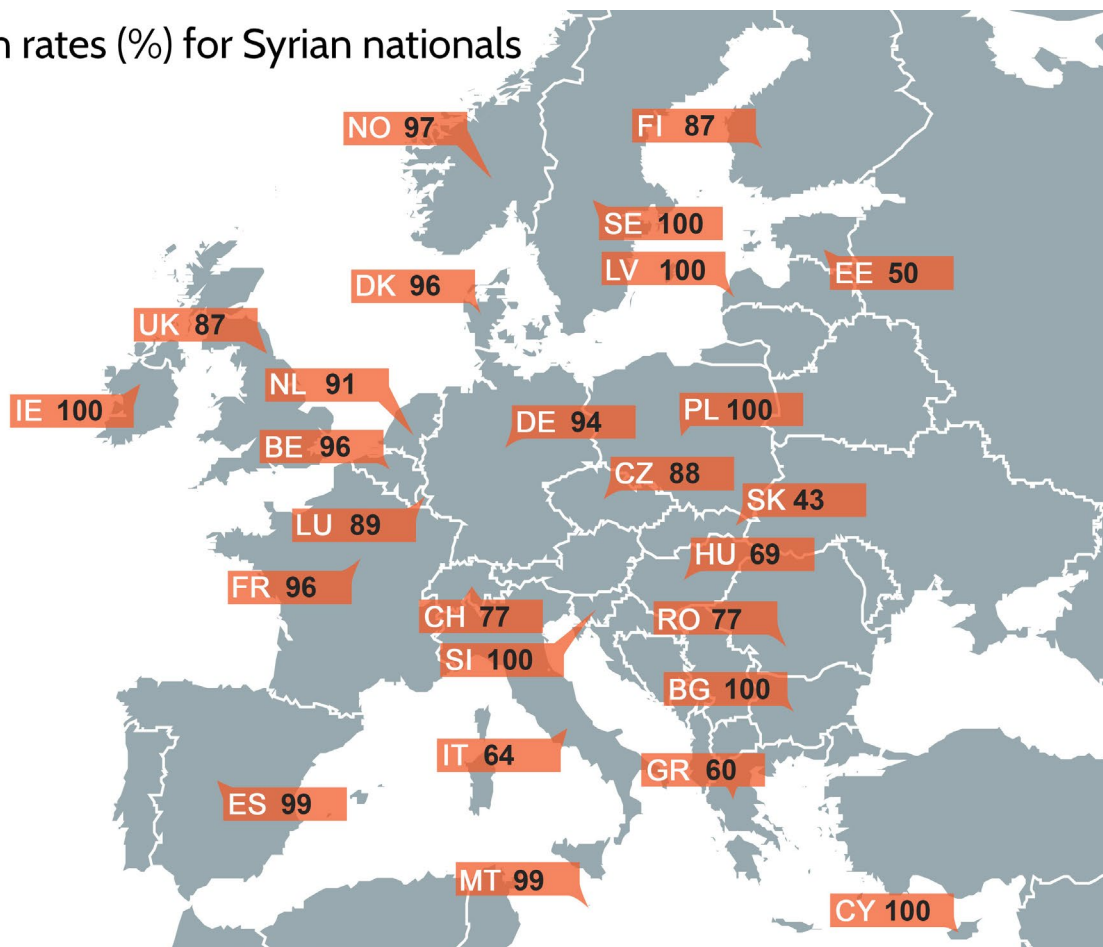 n rates (%) for Syrian nationals
NO 97
FI 87
SE 100
LV 100
EE 50
DK 96
UK 87
NL 91
IE 100
DE 94
PL 100
BE 96
CZ 88
SK 43
LU 89
HU 69
FR 96
CH 77
RO 77
SI 100
BG 100
IT 64
GR 60
ES 99
MT 99
CY 100